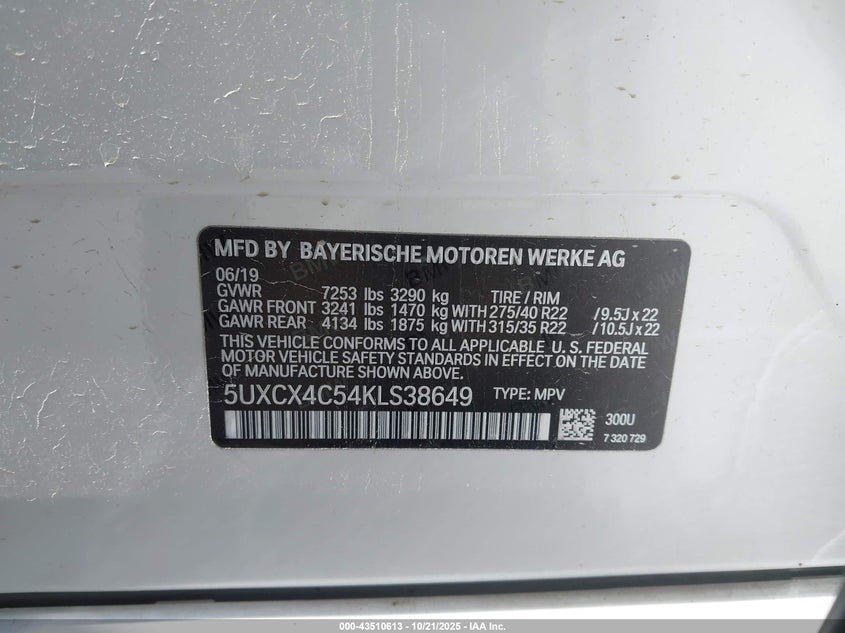 MFD BY BAYERISCHE MOTOREN WERKE AG
06/19
GVWR 7253 lbs 3290 kg TIRE / RIM
GAWR FRONT 3241 lbs 1470 kg WITH 275/40 R22 / 9.5J x 22
GAWR REAR 4134 lbs 1875 kg WITH 315/35 R22 / 10.5J x 22
THIS VEHICLE CONFORMS TO ALL APPLICABLE U. S. FEDERAL
MOTOR VEHICLE SAFETY STANDARDS IN EFFECT ON THE DATE
OF MANUFACTURE SHOWN ABOVE.
5UXCX4C54KLS38649 TYPE: MPV
300U
7 320 729
000-43510613 - 10/21/2025 - IAA Inc.